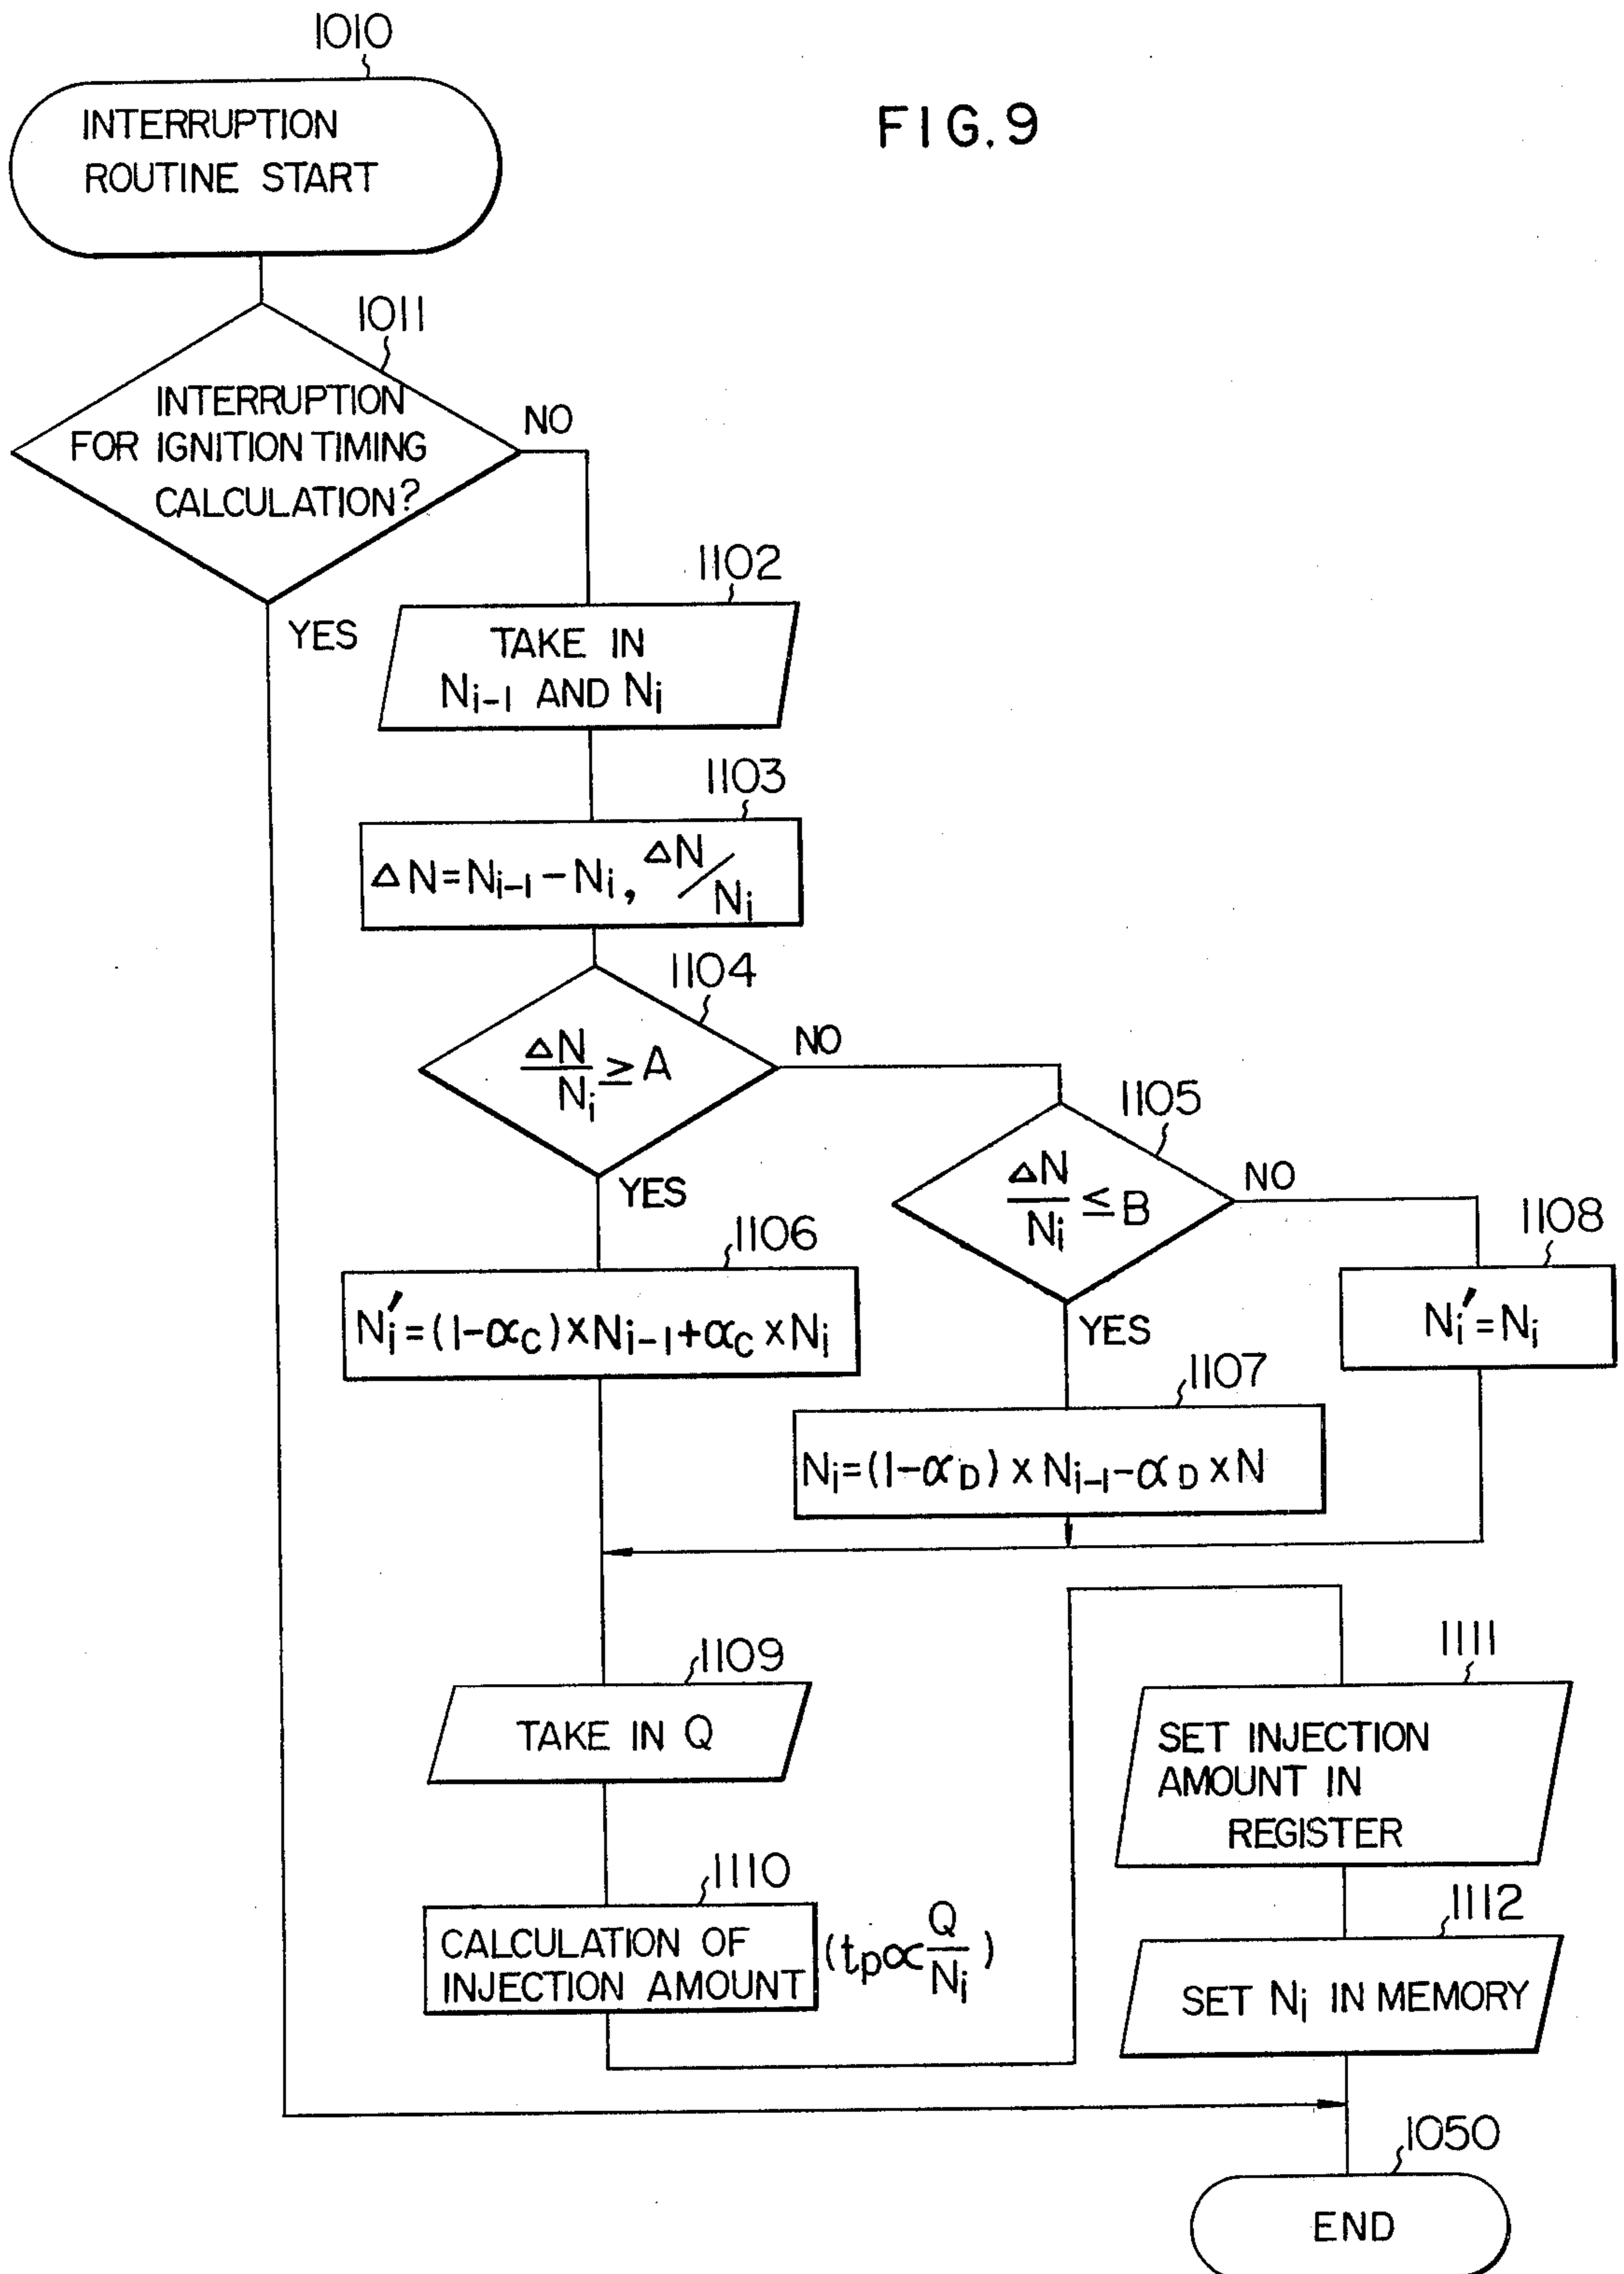 FIG. 9
1010
INTERRUPTION
ROUTINE START
1011
INTERRUPTION
FOR IGNITION TIMING
CALCULATION?
NO
YES
1102
TAKE IN
Ni-1 AND Ni
1103
ΔN=Ni-1-Ni, ΔN/Ni
1104
ΔN/Ni ≥ A
NO
YES
1105
ΔN/Ni ≤ B
NO
YES
1106
Ni'=(1-αC)×Ni-1+αC×Ni
1108
Ni'=Ni
1107
Ni=(1-αD)×Ni-1-αD×N
1109
TAKE IN Q
1110
CALCULATION OF
INJECTION AMOUNT
(tp∝Q/Ni)
1111
SET INJECTION
AMOUNT IN
REGISTER
1112
SET Ni IN MEMORY
1050
END